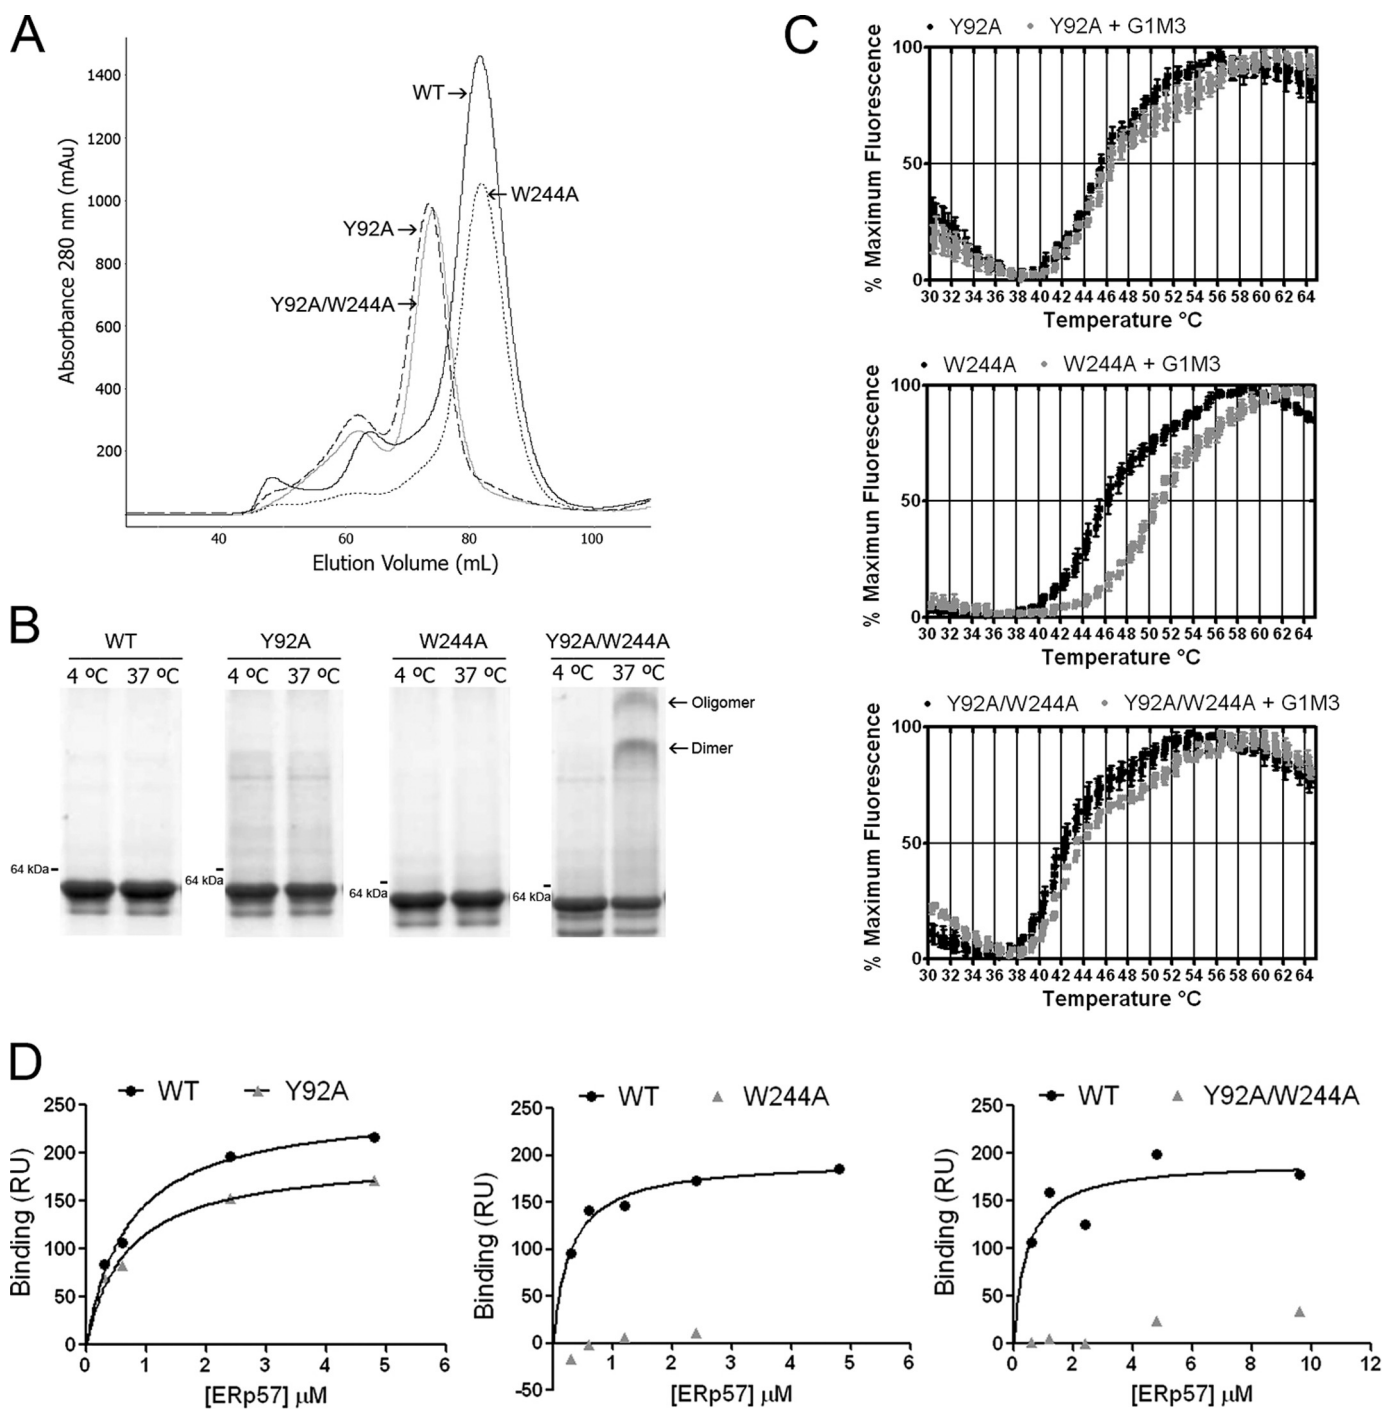 A
1400
1200
1000
800
600
400
200
40 60 80 100
Absorbance 280 nm (mAu)
Elution Volume (mL)
WT
W244A
Y92A
Y92A/W244A
B
WT Y92A W244A Y92A/W244A
4 ºC 37 ºC 4 ºC 37 ºC 4 ºC 37 ºC 4 ºC 37 ºC
Oligomer
Dimer
64 kDa
64 kDa
64 kDa
64 kDa
C
Y92A Y92A + G1M3
% Maximum Fluorescence
100
50
0
30 32 34 36 38 40 42 44 46 48 50 52 54 56 58 60 62 64
Temperature °C
W244A W244A + G1M3
% Maximun Fluorescence
100
50
0
30 32 34 36 38 40 42 44 46 48 50 52 54 56 58 60 62 64
Temperature °C
Y92A/W244A Y92A/W244A + G1M3
% Maximum Fluorescence
100
50
0
30 32 34 36 38 40 42 44 46 48 50 52 54 56 58 60 62 64
Temperature °C
D
WT Y92A
Binding (RU)
250
200
150
100
50
0
0 1 2 3 4 5 6
[ERp57] µM
WT W244A
Binding (RU)
250
200
150
100
50
0
-50
1 2 3 4 5 6
[ERp57] µM
WT Y92A/W244A
Binding (RU)
250
200
150
100
50
0
0 2 4 6 8 10 12
[ERp57] µM